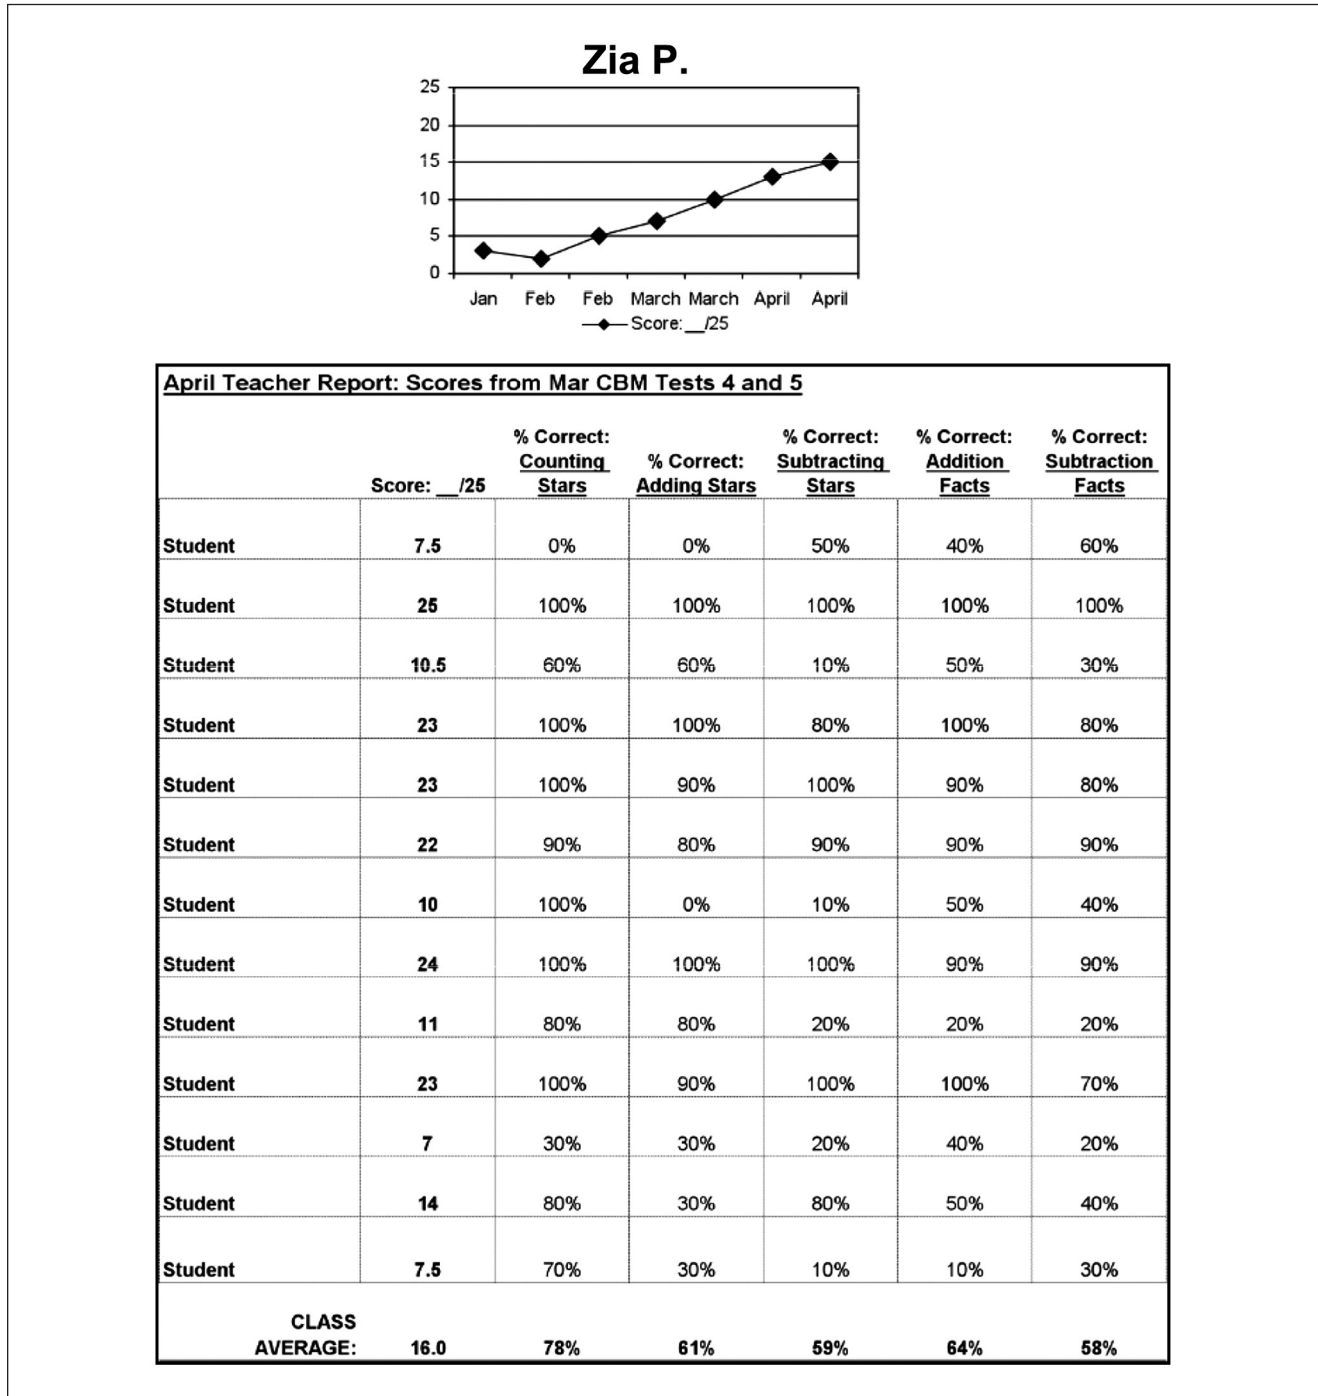 Zia P.
25
20
15
10
5
0
Jan Feb Feb March March April April
Score:__/25
April Teacher Report: Scores from Mar CBM Tests 4 and 5
% Correct: % Correct: % Correct: % Correct:
Counting % Correct: Subtracting Addition Subtraction
Score: __/25 Stars Adding Stars Stars Facts Facts
Student 7.5 0% 0% 50% 40% 60%
Student 25 100% 100% 100% 100% 100%
Student 10.5 60% 60% 10% 50% 30%
Student 23 100% 100% 80% 100% 80%
Student 23 100% 90% 100% 90% 80%
Student 22 90% 80% 90% 90% 90%
Student 10 100% 0% 10% 50% 40%
Student 24 100% 100% 100% 90% 90%
Student 11 80% 80% 20% 20% 20%
Student 23 100% 90% 100% 100% 70%
Student 7 30% 30% 20% 40% 20%
Student 14 80% 30% 80% 50% 40%
Student 7.5 70% 30% 10% 10% 30%
CLASS
AVERAGE: 16.0 78% 61% 59% 64% 58%